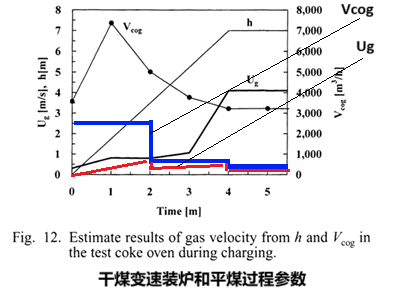 Vcog
Ug
8 7 6 5 4 3 2 1 0
8,000 7,000 6,000 5,000 4,000 3,000 2,000 1,000 0
Ug [m/s], h[m]
Vcog [m³/h]
Vcog
h
Ug
0 1 2 3 4 5
Time [m]
Fig. 12. Estimate results of gas velocity from h and Vcog in
the test coke oven during charging.
干煤变速装炉和平煤过程参数